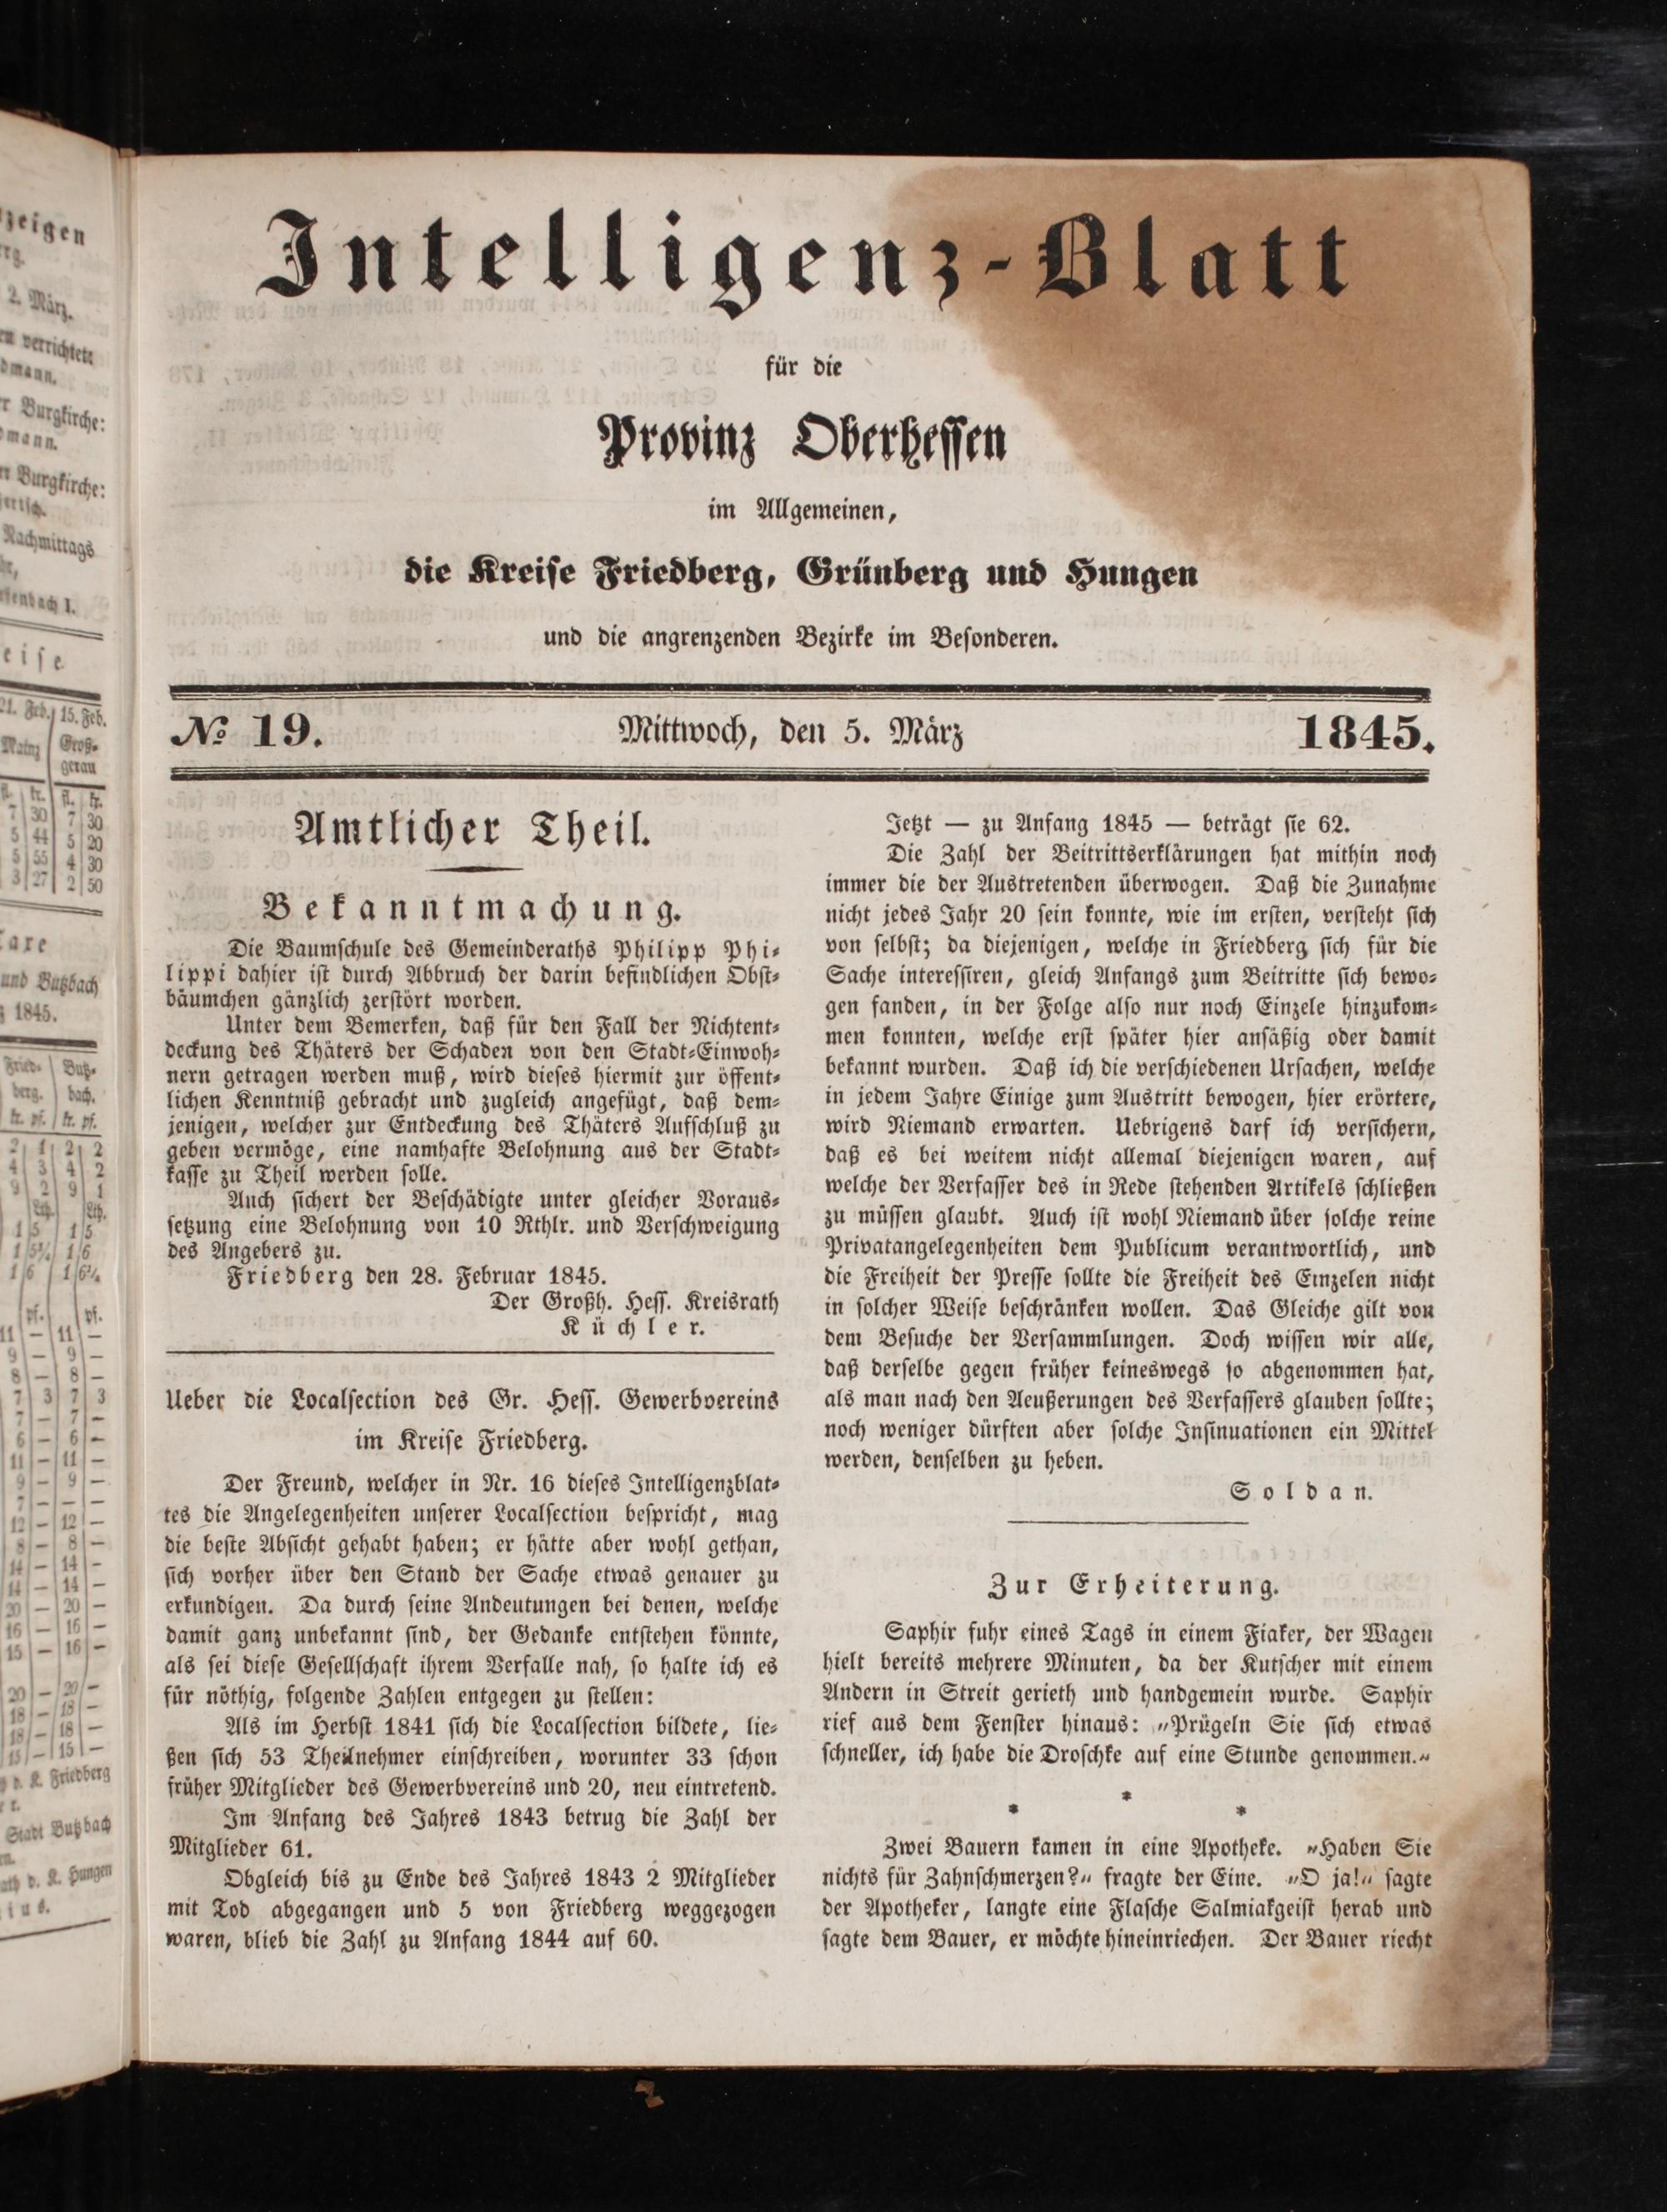 zeigen
2. März.
verrichtete
Burgkirche:
Burgkirche:
Nachmittags
21. Feb. 15. Feb.
Mainz Groß-
gerau
und Butzbach
1845.
Intelligenz-Blatt
für die
Provinz Oberhessen
im Allgemeinen,
die Kreise Friedberg, Grünberg und Hungen
und die angrenzenden Bezirke im Besonderen.
№ 19. Mittwoch, den 5. März 1845.
Amtlicher Theil.
Bekanntmachung.
Die Baumschule des Gemeinderaths Philipp Phi-
lippi dahier ist durch Abbruch der darin befindlichen Obst-
bäumchen gänzlich zerstört worden.
Unter dem Bemerken, daß für den Fall der Nichtent-
deckung des Thäters der Schaden von den Stadt-Einwoh-
nern getragen werden muß, wird dieses hiermit zur öffent-
lichen Kenntniß gebracht und zugleich angefügt, daß dem-
jenigen, welcher zur Entdeckung des Thäters Aufschluß zu
geben vermöge, eine namhafte Belohnung aus der Stadt-
kasse zu Theil werden solle.
Auch sichert der Beschädigte unter gleicher Voraus-
setzung eine Belohnung von 10 Rthlr. und Verschweigung
des Angebers zu.
Friedberg den 28. Februar 1845.
Der Großh. Hess. Kreisrath
Küchler.
Ueber die Localsection des Gr. Hess. Gewerbvereins
im Kreise Friedberg.
Der Freund, welcher in Nr. 16 dieses Intelligenzblat-
tes die Angelegenheiten unserer Localsection bespricht, mag
die beste Absicht gehabt haben; er hätte aber wohl gethan,
sich vorher über den Stand der Sache etwas genauer zu
erkundigen. Da durch seine Andeutungen bei denen, welche
damit ganz unbekannt sind, der Gedanke entstehen könnte,
als sei diese Gesellschaft ihrem Verfalle nah, so halte ich es
für nöthig, folgende Zahlen entgegen zu stellen:
Als im Herbst 1841 sich die Localsection bildete, lie-
ßen sich 53 Theilnehmer einschreiben, worunter 33 schon
früher Mitglieder des Gewerbvereins und 20, neu eintretend.
Im Anfang des Jahres 1843 betrug die Zahl der
Mitglieder 61.
Obgleich bis zu Ende des Jahres 1843 2 Mitglieder
mit Tod abgegangen und 5 von Friedberg weggezogen
waren, blieb die Zahl zu Anfang 1844 auf 60.
Jetzt — zu Anfang 1845 — beträgt sie 62.
Die Zahl der Beitrittserklärungen hat mithin noch
immer die der Austretenden überwogen. Daß die Zunahme
nicht jedes Jahr 20 sein konnte, wie im ersten, versteht sich
von selbst; da diejenigen, welche in Friedberg sich für die
Sache interessiren, gleich Anfangs zum Beitritte sich bewo-
gen fanden, in der Folge also nur noch Einzele hinzukom-
men konnten, welche erst später hier ansäßig oder damit
bekannt wurden. Daß ich die verschiedenen Ursachen, welche
in jedem Jahre Einige zum Austritt bewogen, hier erörtere,
wird Niemand erwarten. Uebrigens darf ich versichern,
daß es bei weitem nicht allemal diejenigen waren, auf
welche der Verfasser des in Rede stehenden Artikels schließen
zu müssen glaubt. Auch ist wohl Niemand über solche reine
Privatangelegenheiten dem Publicum verantwortlich, und
die Freiheit der Presse sollte die Freiheit des Einzelen nicht
in solcher Weise beschränken wollen. Das Gleiche gilt von
dem Besuche der Versammlungen. Doch wissen wir alle,
daß derselbe gegen früher keineswegs so abgenommen hat,
als man nach den Aeußerungen des Verfassers glauben sollte;
noch weniger dürften aber solche Insinuationen ein Mittel
werden, denselben zu heben.
Soldan.
Zur Erheiterung.
Saphir fuhr eines Tags in einem Fiaker, der Wagen
hielt bereits mehrere Minuten, da der Kutscher mit einem
Andern in Streit gerieth und handgemein wurde. Saphir
rief aus dem Fenster hinaus: „Prügeln Sie sich etwas
schneller, ich habe die Droschke auf eine Stunde genommen.“
* * *
Zwei Bauern kamen in eine Apotheke. „Haben Sie
nichts für Zahnschmerzen?“ fragte der Eine. „O ja!“ sagte
der Apotheker, langte eine Flasche Salmiakgeist herab und
sagte dem Bauer, er möchte hineinriechen. Der Bauer riecht